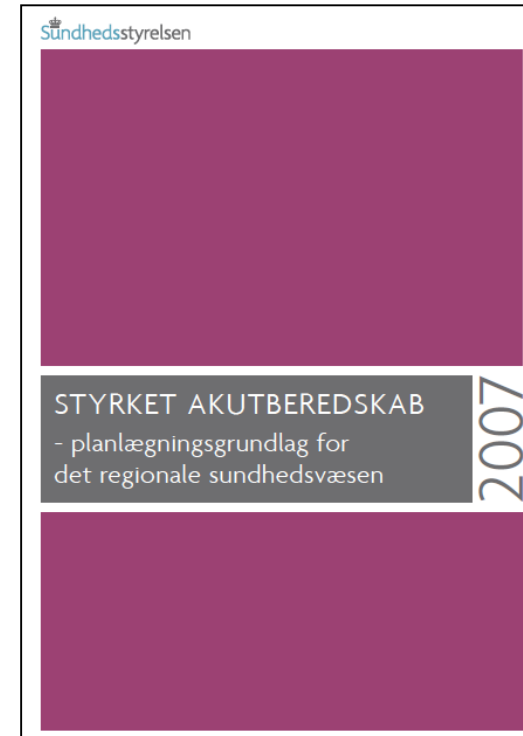 Sundhedsstyrelsen
STYRKET AKUTBEREDSKAB
- planlægningsgrundlag for
det regionale sundhedsvæsen
2007